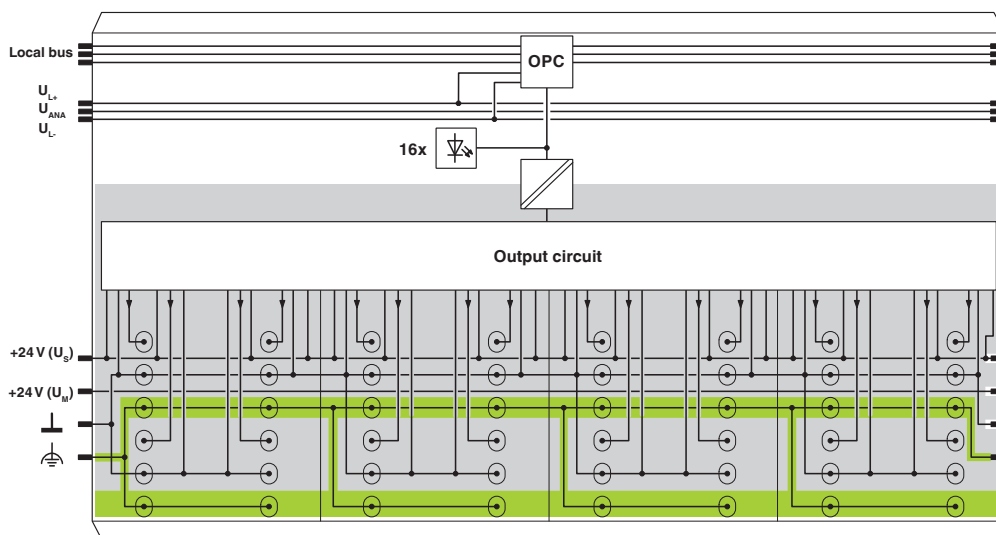 Local bus
OPC
UL+
UANA
UL-
16x
Output circuit
+24 V (US)
+24 V (UM)